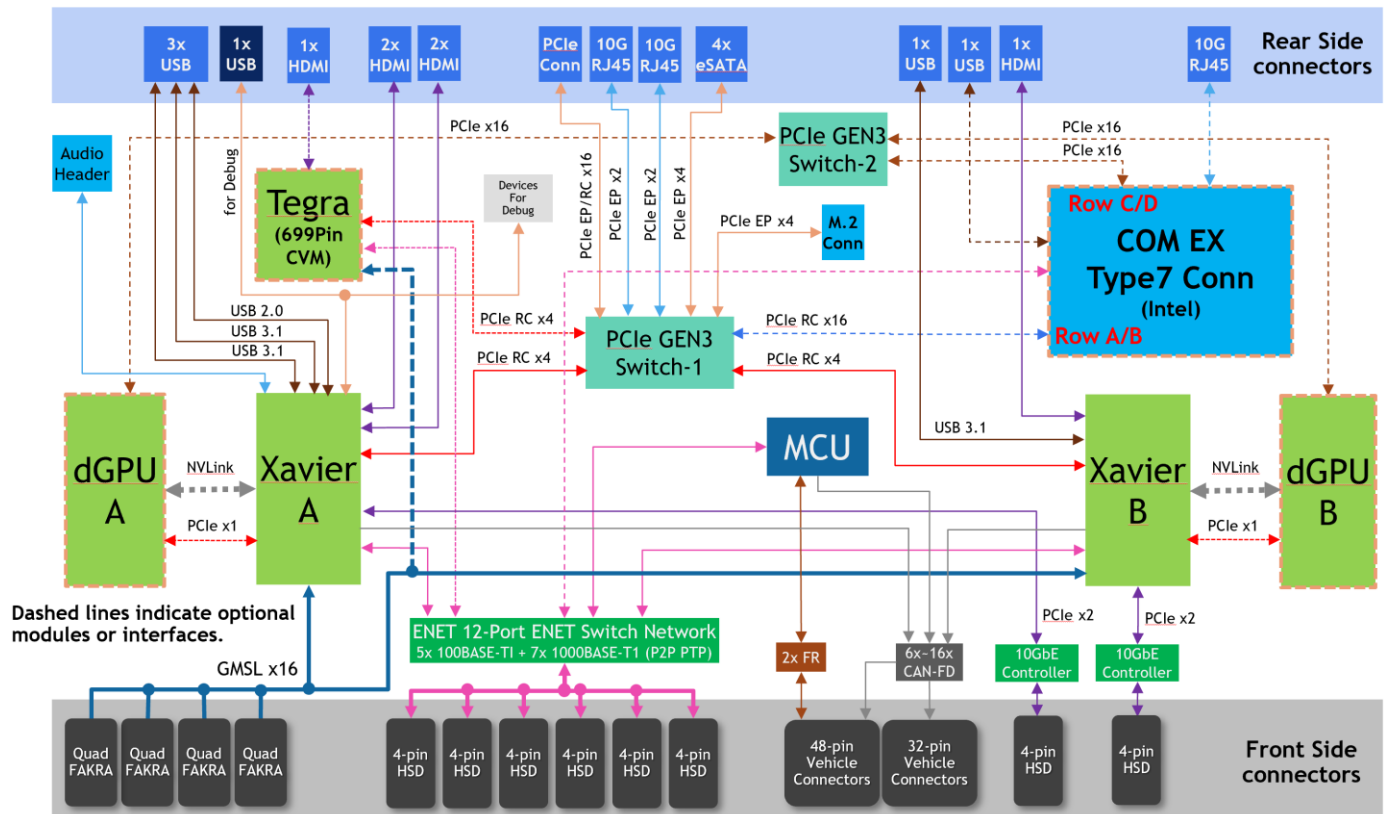 3x
USB
1x
USB
1x
HDMI
2x
HDMI
2x
HDMI
PCIe
Conn
10G
RJ45
10G
RJ45
4x
eSATA
1x
USB
1x
USB
1x
HDMI
10G
RJ45
Rear Side
connectors
PCIe x16
PCIe GEN3
Switch-2
PCIe x16
PCIe x16
Audio
Header
for Debug
Tegra
(699Pin
CVM)
Devices
For
Debug
PCIe EP/RC x16
PCIe EP x2
PCIe EP x2
PCIe EP x4
PCIe EP x4
M.2
Conn
Row C/D
COM EX
Type7 Conn
(Intel)
Row A/B
USB 2.0
USB 3.1
USB 3.1
PCIe RC x4
PCIe RC x4
PCIe GEN3
Switch-1
PCIe RC x16
PCIe RC x4
dGPU
A
NVLink
PCIe x1
Xavier
A
MCU
USB 3.1
Xavier
B
NVLink
PCIe x1
dGPU
B
Dashed lines indicate optional
modules or interfaces.
GMSL x16
ENET 12-Port ENET Switch Network
5x 100BASE-TI + 7x 1000BASE-T1 (P2P PTP)
2x FR
6x~16x
CAN-FD
PCIe x2
10GbE
Controller
PCIe x2
10GbE
Controller
Quad
FAKRA
Quad
FAKRA
Quad
FAKRA
Quad
FAKRA
4-pin
HSD
4-pin
HSD
4-pin
HSD
4-pin
HSD
4-pin
HSD
4-pin
HSD
48-pin
Vehicle
Connectors
32-pin
Vehicle
Connectors
4-pin
HSD
4-pin
HSD
Front Side
connectors